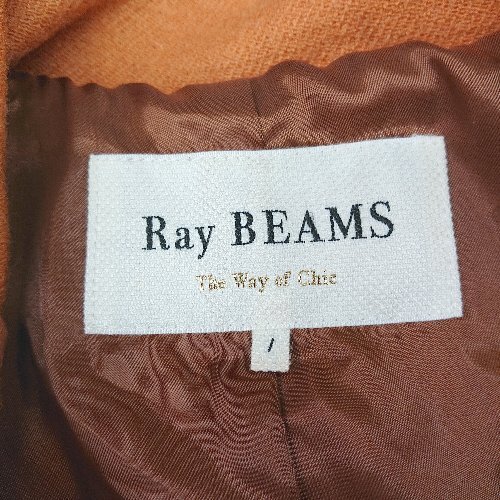 Ray BEAMS
The Way of Chic
1